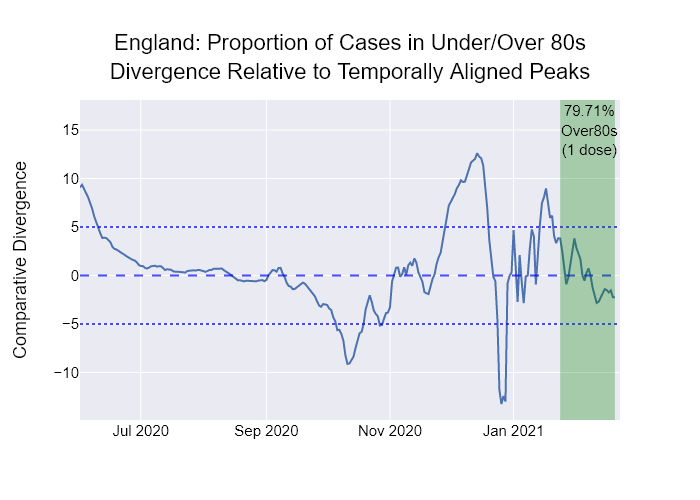 England: Proportion of Cases in Under/Over 80s
Divergence Relative to Temporally Aligned Peaks
79.71%
Over80s
(1 dose)
Comparative Divergence
15
10
5
0
−5
−10
Jul 2020
Sep 2020
Nov 2020
Jan 2021